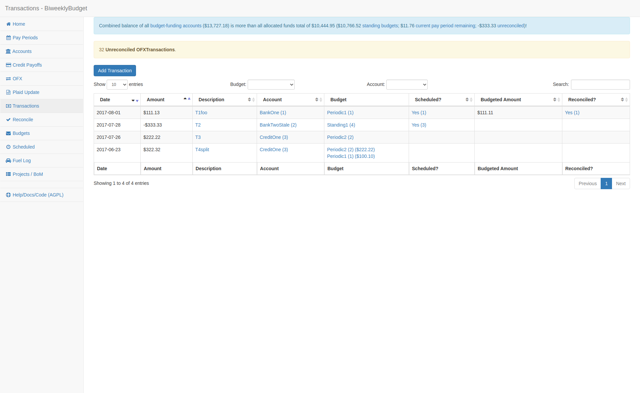 Transactions - BiweeklyBudget
Home
Pay Periods
Accounts
Credit Payoffs
OFX
Plaid Update
Transactions
Reconcile
Budgets
Scheduled
Fuel Log
Projects / BoM
Help/Docs/Code (AGPL)
Combined balance of all budget-funding accounts ($13,727.18) is more than all allocated funds total of $10,444.95 ($10,766.52 standing budgets; $11.76 current pay period remaining; -$333.33 unreconciled)!
Unreconciled OFXTransactions.
Add Transaction
Show 10 entries Budget: Account: Search:
Date Amount Description Account Budget Scheduled? Budgeted Amount Reconciled?
2017-08-01 $111.13 T1foo BankOne (1) Periodic1 (1) Yes (1) $111.11 Yes (1)
2017-07-28 -$333.33 T2 BankTwoStale (2) Standing1 (4) Yes (3)
2017-07-26 $222.22 T3 CreditOne (3) Periodic2 (2)
2017-06-23 $322.32 T4split CreditOne (3) Periodic2 (2) ($222.22)
Periodic1 (1) ($100.10)
Date Amount Description Account Budget Scheduled? Budgeted Amount Reconciled?
Showing 1 to 4 of 4 entries
Previous 1 Next